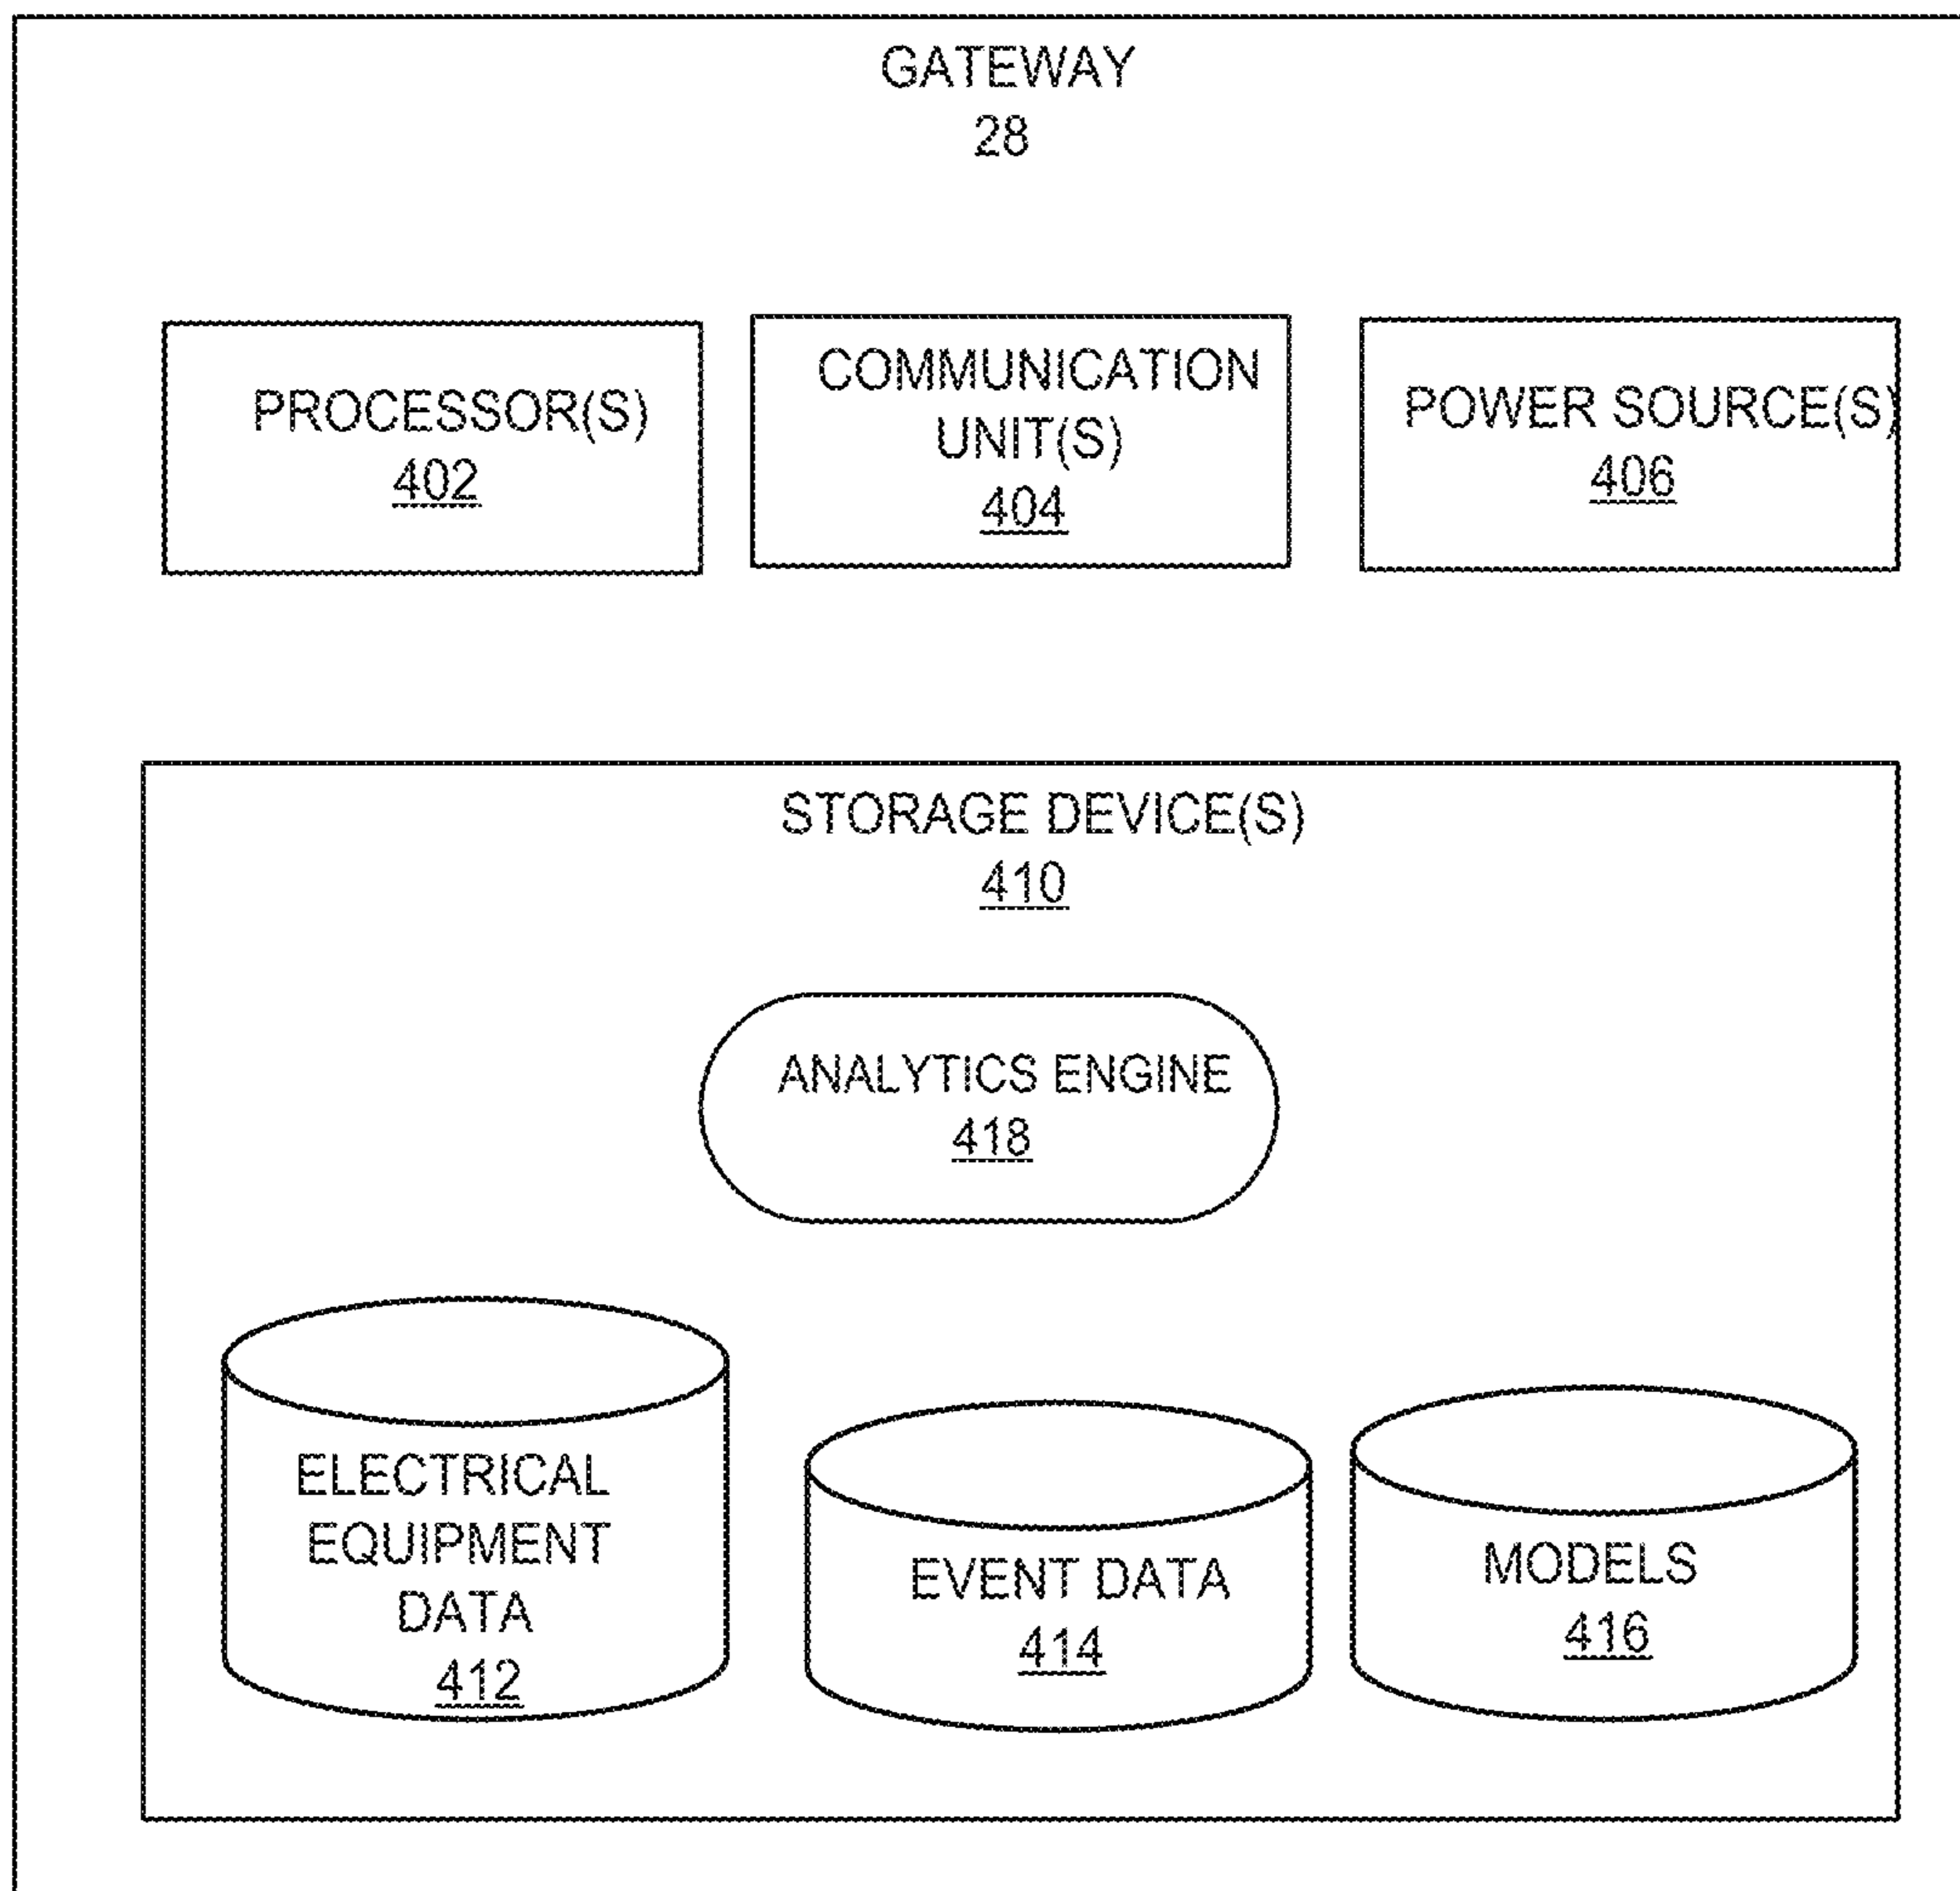 GATEWAY
28
PROCESSOR(S)
402
COMMUNICATION
UNIT(S)
404
POWER SOURCE(S)
406
STORAGE DEVICE(S)
410
ANALYTICS ENGINE
418
ELECTRICAL
EQUIPMENT
DATA
412
EVENT DATA
414
MODELS
416